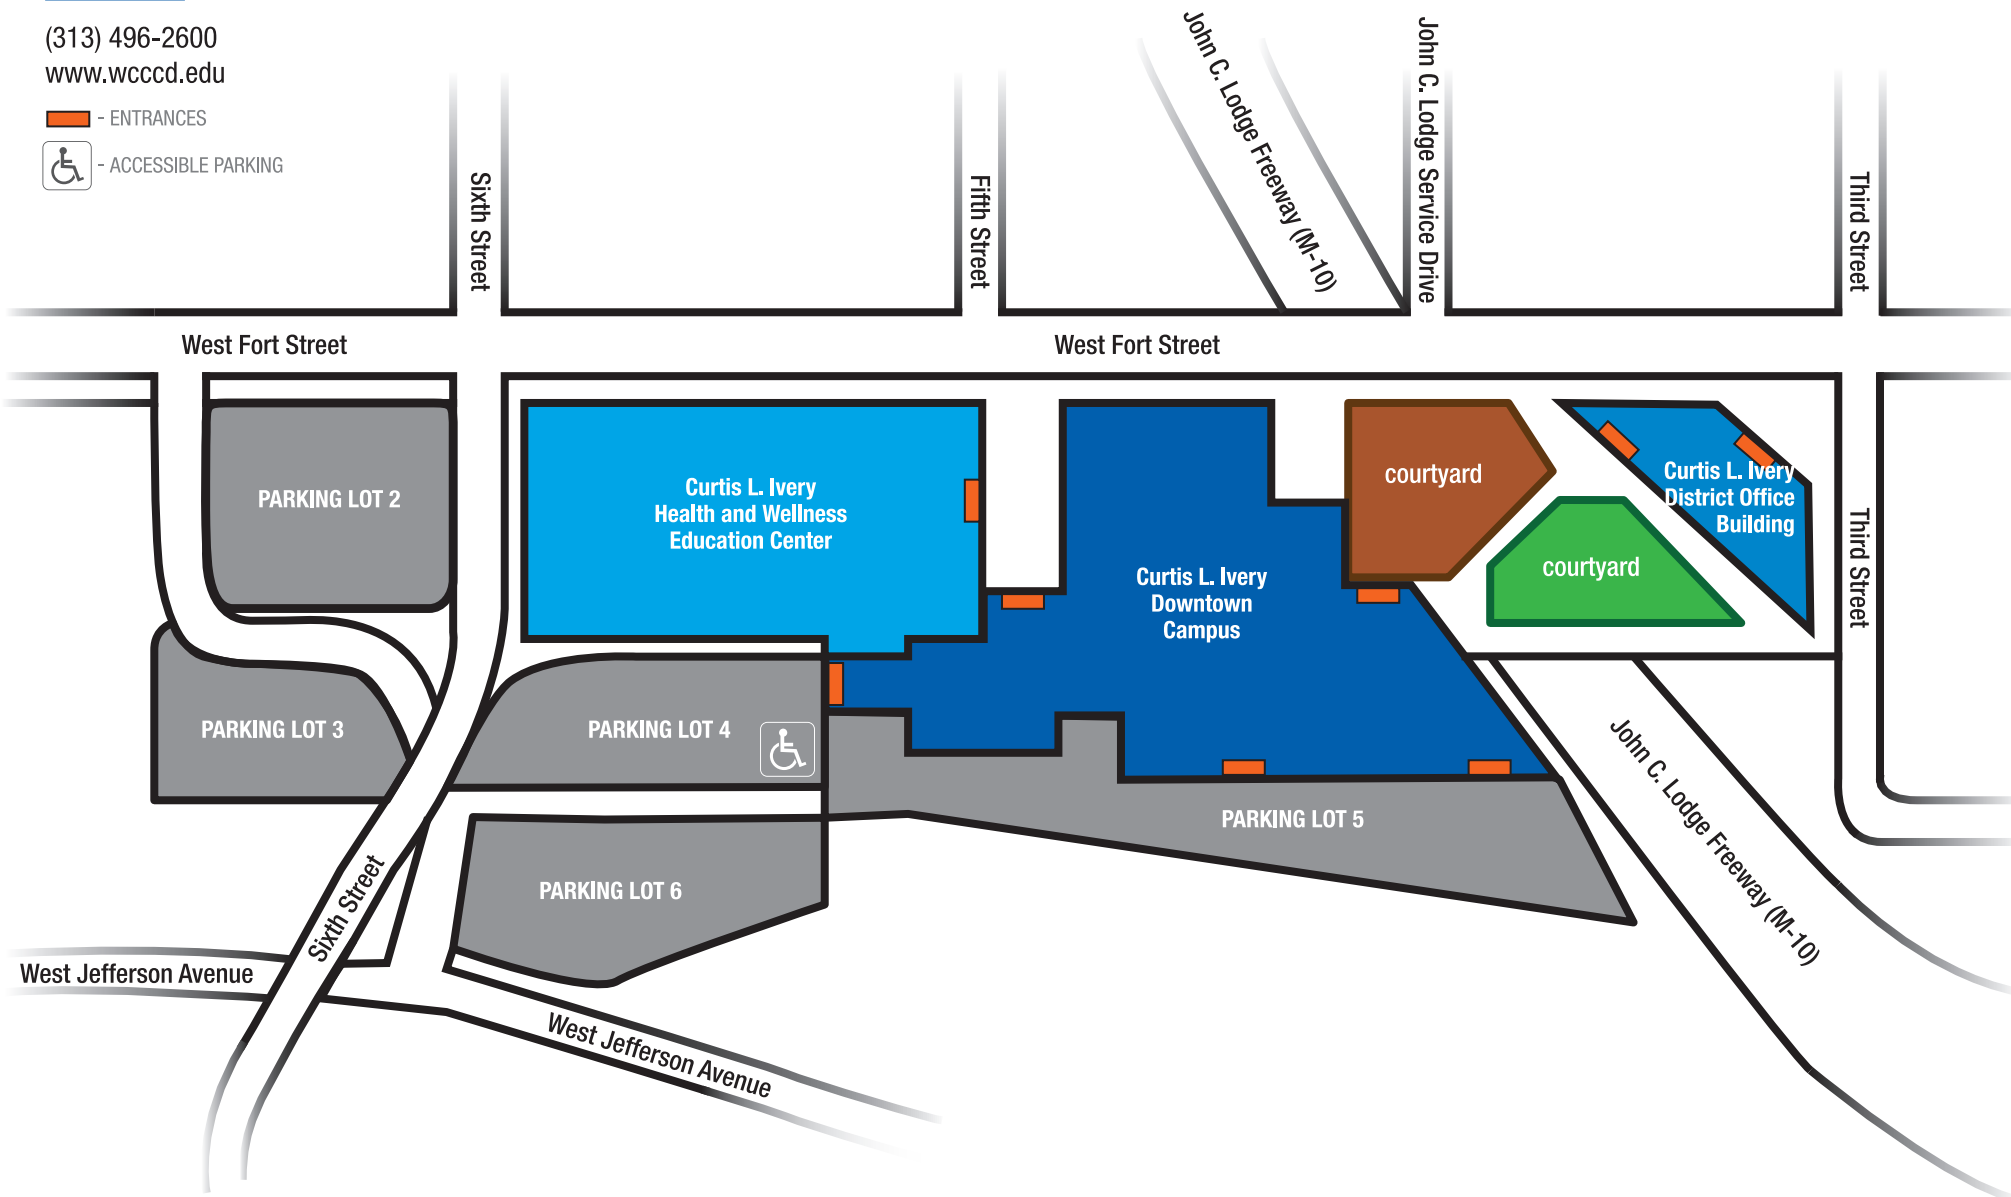 (313) 496-2600
www.wcccd.edu
- ENTRANCES
- ACCESSIBLE PARKING
Sixth Street
Fifth Street
John C. Lodge Freeway (M-10)
John C. Lodge Service Drive
Third Street
West Fort Street
West Fort Street
PARKING LOT 2
Curtis L. Ivery
Health and Wellness
Education Center
Curtis L. Ivery
Downtown
Campus
courtyard
courtyard
Curtis L. Ivery
District Office
Building
Third Street
PARKING LOT 3
PARKING LOT 4
PARKING LOT 5
PARKING LOT 6
John C. Lodge Freeway (M-10)
Sixth Street
West Jefferson Avenue
West Jefferson Avenue